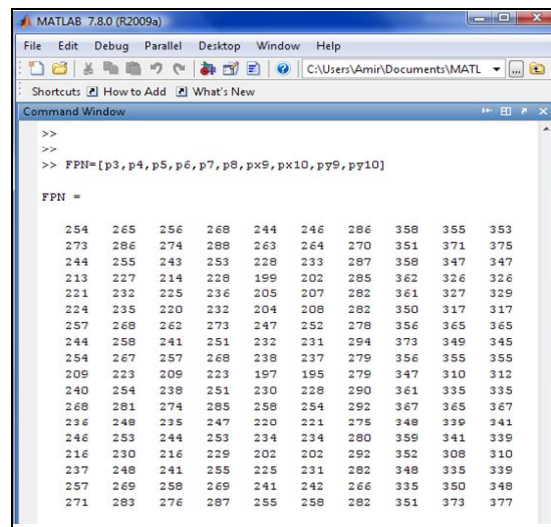 MATLAB 7.8.0 (R2009a)
File Edit Debug Parallel Desktop Window Help
C:\Users\Amir\Documents\MATL
Shortcuts How to Add What's New
Command Window
>>
>>
>> FPN=[p3,p4,p5,p6,p7,p8,px9,px10,py9,py10]
FPN =
254 265 256 268 244 246 286 358 355 353
273 286 274 288 263 264 270 351 371 375
244 255 243 253 228 233 287 358 347 347
213 227 214 228 199 202 285 362 326 326
221 232 225 236 205 207 282 361 327 329
224 235 220 232 204 208 282 350 317 317
257 268 262 273 247 252 278 356 365 365
244 258 241 251 232 231 294 373 349 345
254 267 257 268 238 237 279 356 355 355
209 223 209 223 197 195 279 347 310 312
240 254 238 251 230 228 290 361 335 335
268 281 274 285 258 254 292 367 365 367
236 248 235 247 220 221 275 348 339 341
246 253 244 253 234 234 280 359 341 339
216 230 216 229 202 202 292 352 308 310
237 248 241 255 225 231 282 348 335 339
257 269 258 269 241 242 266 335 350 348
271 283 276 287 255 258 282 351 373 377